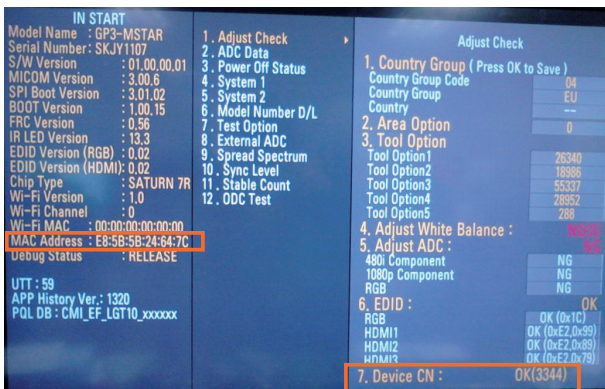 IN START
Model Name : GP3-MSTAR
Serial Number : SKJY1107
S/W Version : 01.00.00.01
MICOM Version : 3.00.6
SPI Boot Version : 3.01.02
BOOT Version : 1.00.15
FRC Version : 0.56
IR LED Version : 13.3
EDID Version (RGB) : 0.02
EDID Version (HDMI): 0.02
Chip Type : SATURN 7R
Wi-Fi Version : 1.0
Wi-Fi Channel : 0
Wi-Fi MAC : 00:00:00:00:00:00
MAC Address : E8:5B:5B:24:64:7C
Debug Status : RELEASE
UTT : 59
APP History Ver.: 1320
PQL DB : CMI_EF_LGT10_xxxxxx
1 . Adjust Check
2 . ADC Data
3 . Power Off Status
4 . System 1
5 . System 2
6 . Model Number D/L
7 . Test Option
8 . External ADC
9 . Spread Spectrum
10 . Sync Level
11 . Stable Count
12 . ODC Test
Adjust Check
1. Country Group ( Press OK to Save )
Country Group Code 04
Country Group EU
Country --
2. Area Option 0
3. Tool Option
Tool Option1 26340
Tool Option2 18986
Tool Option3 55337
Tool Option4 28952
Tool Option5 288
4. Adjust White Balance :
5. Adjust ADC : NG
480i Component NG
1080p Component NG
RGB NG
6. EDID : OK
RGB OK (0x1C)
HDMI1 OK (0xE2,0x99)
HDMI2 OK (0xE2,0x89)
HDMI3 OK (0xE2,0x79)
7. Device CN : OK(3344)